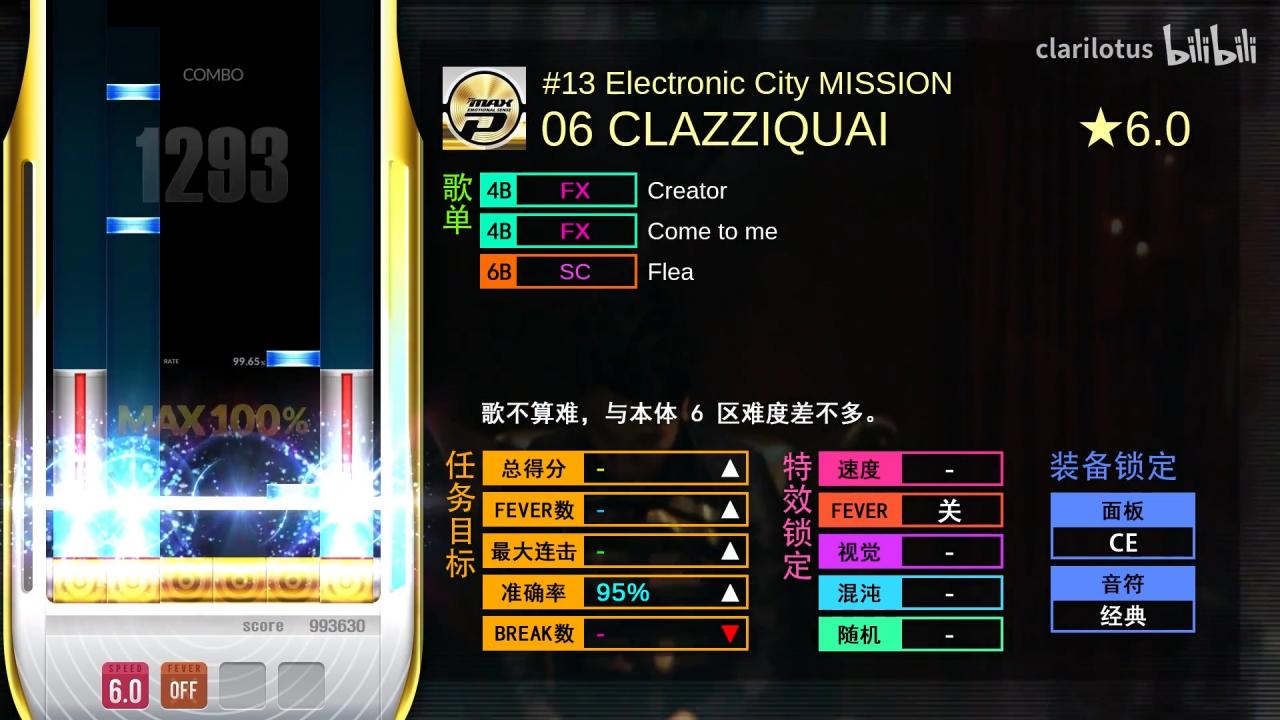 COMBO
1293
RATE 99.65%
MAX 100%
score 993630
SPEED
6.0
FEVER
OFF
clarilotus bilibili
#13 Electronic City MISSION
06 CLAZZIQUAI
★6.0
MAX
EMOTIONAL SENSE
P
歌单
4B FX Creator
4B FX Come to me
6B SC Flea
歌不算难，与本体 6 区难度差不多。
任务目标
总得分 - ▲
FEVER数 - ▲
最大连击 - ▲
准确率 95% ▲
BREAK数 - ▼
特效锁定
速度 -
FEVER 关
视觉 -
混沌 -
随机 -
装备锁定
面板
CE
音符
经典